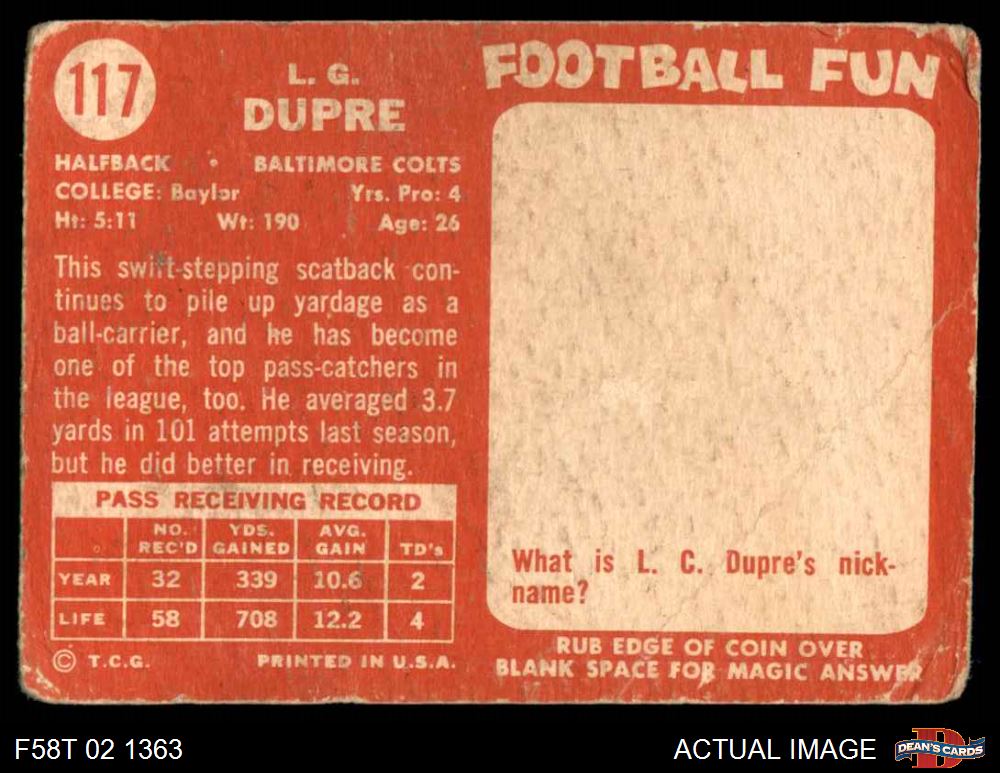 117
L. G.
DUPRE
HALFBACK • BALTIMORE COLTS
COLLEGE: Baylor Yrs. Pro: 4
Ht: 5:11 Wt: 190 Age: 26
This swift-stepping scatback con-
tinues to pile up yardage as a
ball-carrier, and he has become
one of the top pass-catchers in
the league, too. He averaged 3.7
yards in 101 attempts last season,
but he did better in receiving.
PASS RECEIVING RECORD
NO. REC'D YDS. GAINED AVG. GAIN TD's
YEAR 32 339 10.6 2
LIFE 58 708 12.2 4
© T.C.G. PRINTED IN U.S.A.
FOOTBALL FUN
What is L. C. Dupre's nick-
name?
RUB EDGE OF COIN OVER
BLANK SPACE FOR MAGIC ANSWER
F58T 02 1363
ACTUAL IMAGE
D
DEAN'S CARDS